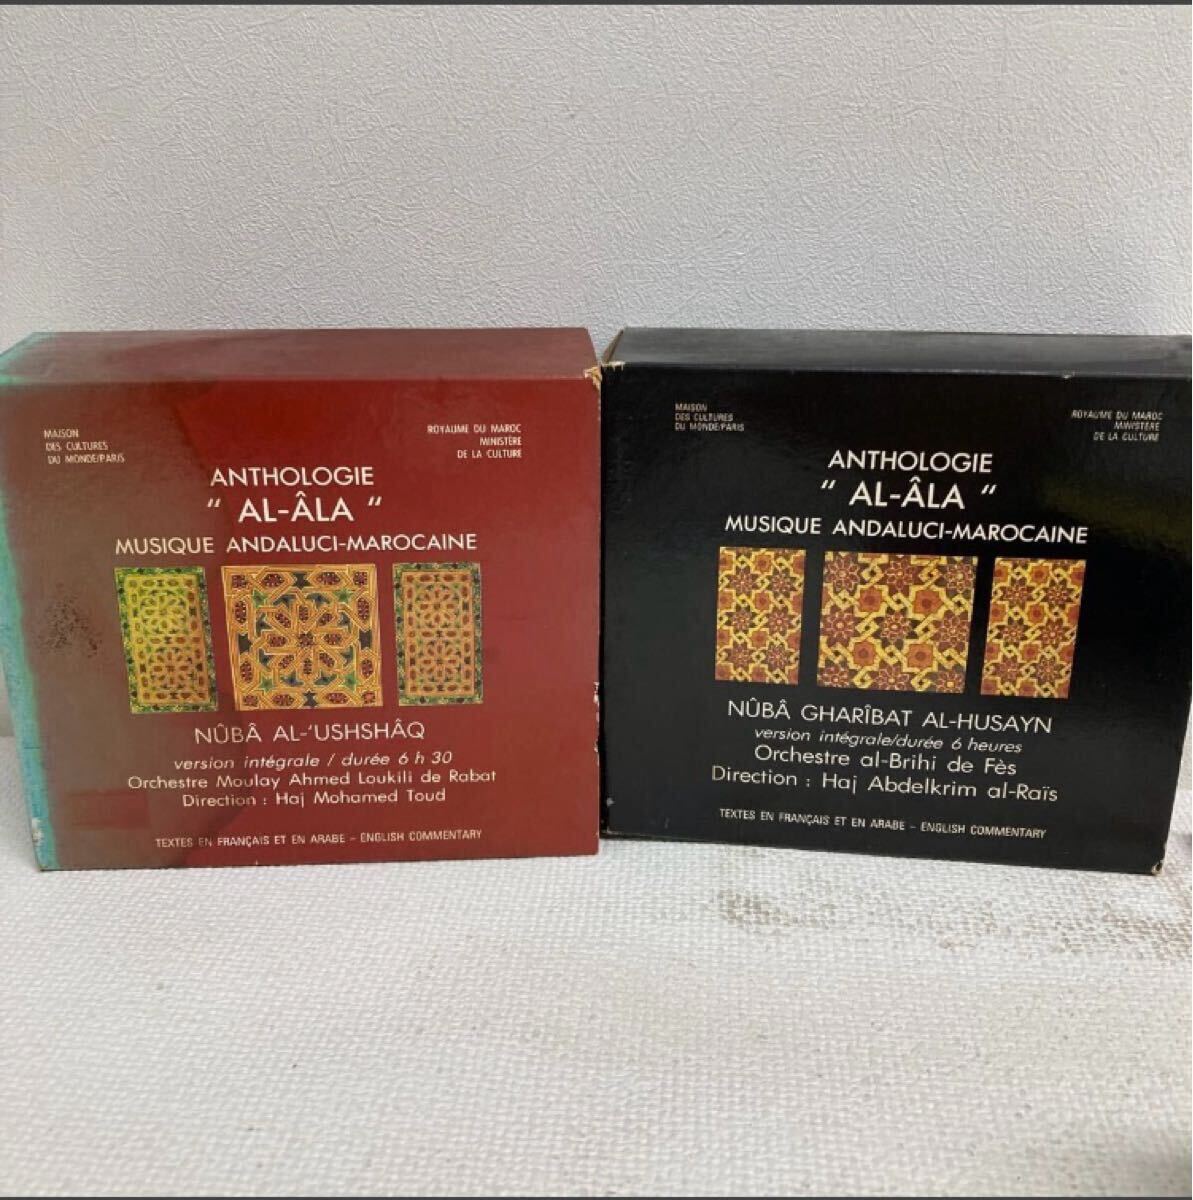 MAISON
DES CULTURES
DU MONDE/PARIS
ROYAUME DU MAROC
MINISTÈRE
DE LA CULTURE
ANTHOLOGIE
“ AL-ÂLA “
MUSIQUE ANDALUCI-MAROCAINE
NÛBÂ AL-'USHSHÂQ
version intégrale / durée 6 h 30
Orchestre Moulay Ahmed Loukili de Rabat
Direction : Haj Mohamed Toud
TEXTES EN FRANÇAIS ET EN ARABE - ENGLISH COMMENTARY
MAISON
DES CULTURES
DU MONDE/PARIS
ROYAUME DU MAROC
MINISTÈRE
DE LA CULTURE
ANTHOLOGIE
“ AL-ÂLA “
MUSIQUE ANDALUCI-MAROCAINE
NÛBÂ GHARÎBAT AL-HUSAYN
version intégrale/durée 6 heures
Orchestre al-Brihi de Fès
Direction : Haj Abdelkrim al-Raïs
TEXTES EN FRANÇAIS ET EN ARABE - ENGLISH COMMENTARY